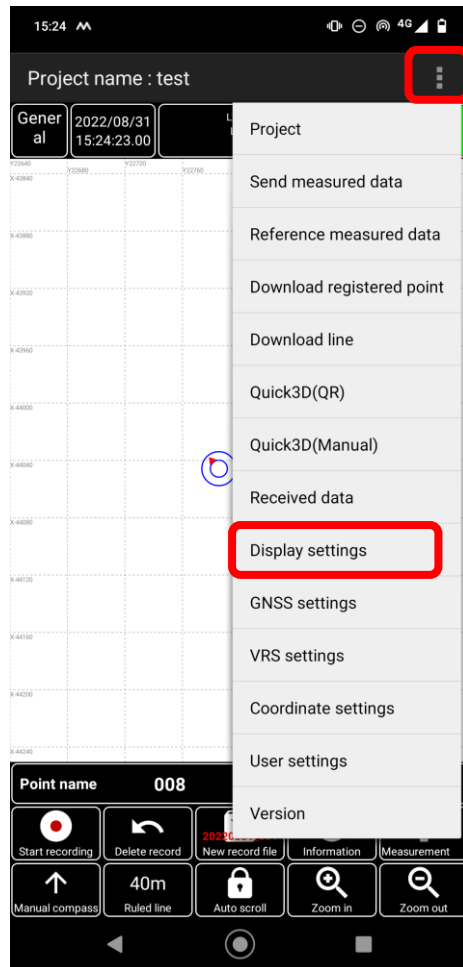 15:24
4G
Project name : test
Gener
al
2022/08/31
15:24:23.00
L
L
Project
Send measured data
Reference measured data
Download registered point
Download line
Quick3D(QR)
Quick3D(Manual)
Received data
Display settings
GNSS settings
VRS settings
Coordinate settings
User settings
Version
Y22640
Y22680
Y22720
Y22760
X-43840
X-43880
X-43920
X-43960
X-44000
X-44040
X-44080
X-44120
X-44160
X-44200
X-44240
Point name 008
Start recording
Delete record
New record file
Information
Measurement
Manual compass
40m
Ruled line
Auto scroll
Zoom in
Zoom out